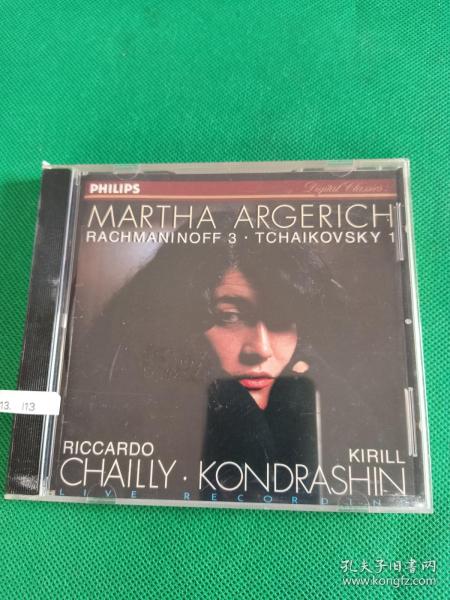 PHILIPS
Digital Classics
MARTHA ARGERICH
RACHMANINOFF 3 · TCHAIKOVSKY 1
13 113
RICCARDO KIRILL
CHAILLY · KONDRASHIN
LIVE RECORDIN
孔夫子旧书网
www.kongfz.com